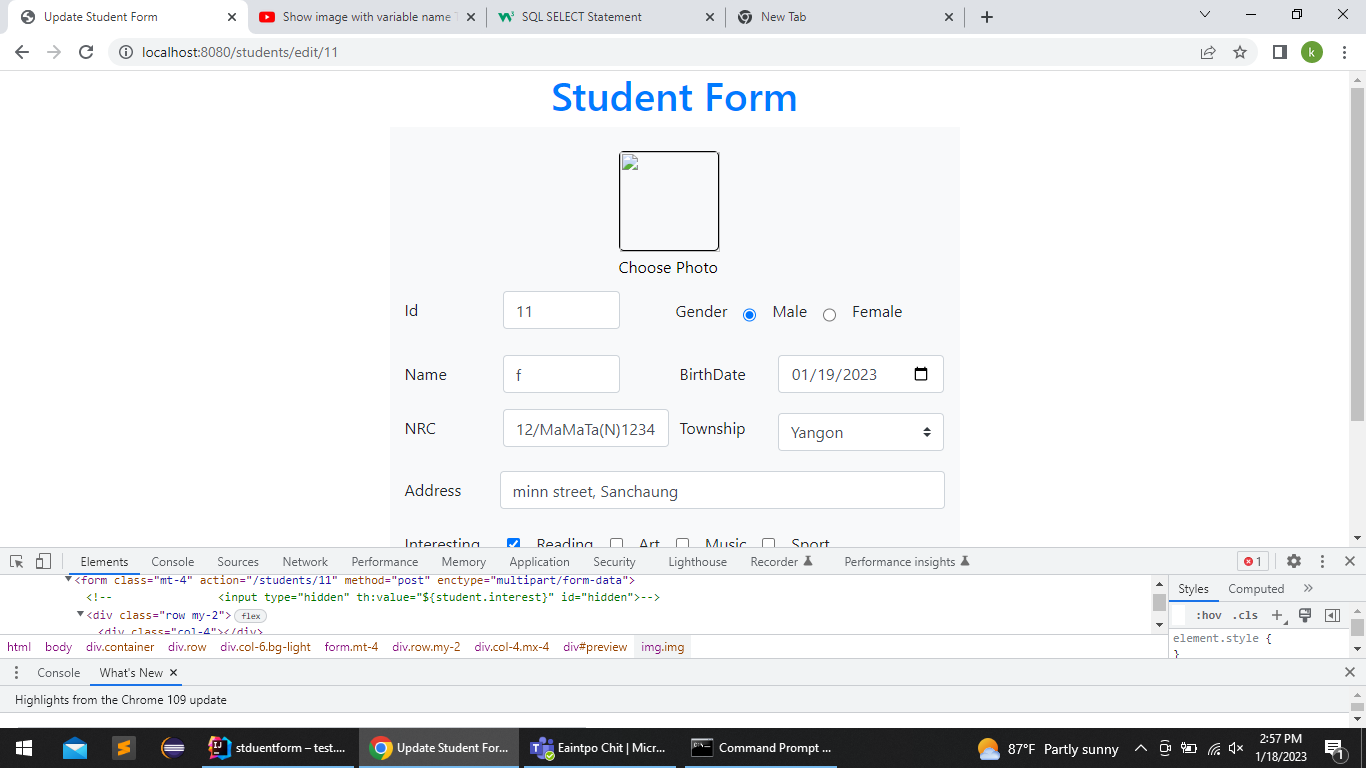 Update Student Form
Show image with variable name
SQL SELECT Statement
New Tab
localhost:8080/students/edit/11
k
Student Form
Choose Photo
Id
11
Gender
Male
Female
Name
f
BirthDate
01/19/2023
NRC
12/MaMaTa(N)1234
Township
Yangon
Address
minn street, Sanchaung
Interesting
Reading
Art
Music
Sport
Elements
Console
Sources
Network
Performance
Memory
Application
Security
Lighthouse
Recorder
Performance insights
1
<form class="mt-4" action="/students/11" method="post" enctype="multipart/form-data">
<!-- <input type="hidden" th:value="${student.interest}" id="hidden">-->
<div class="row my-2"> flex
<div class="col-4"></div>
html body div.container div.row div.col-6.bg-light form.mt-4 div.row.my-2 div.col-4.mx-4 div#preview img.img
Styles
Computed
:hov .cls
element.style {
}
Console
What's New
Highlights from the Chrome 109 update
stduentform – test....
Update Student For...
Eaintpo Chit | Micr...
Command Prompt ...
87°F Partly sunny
2:57 PM
1/18/2023
1